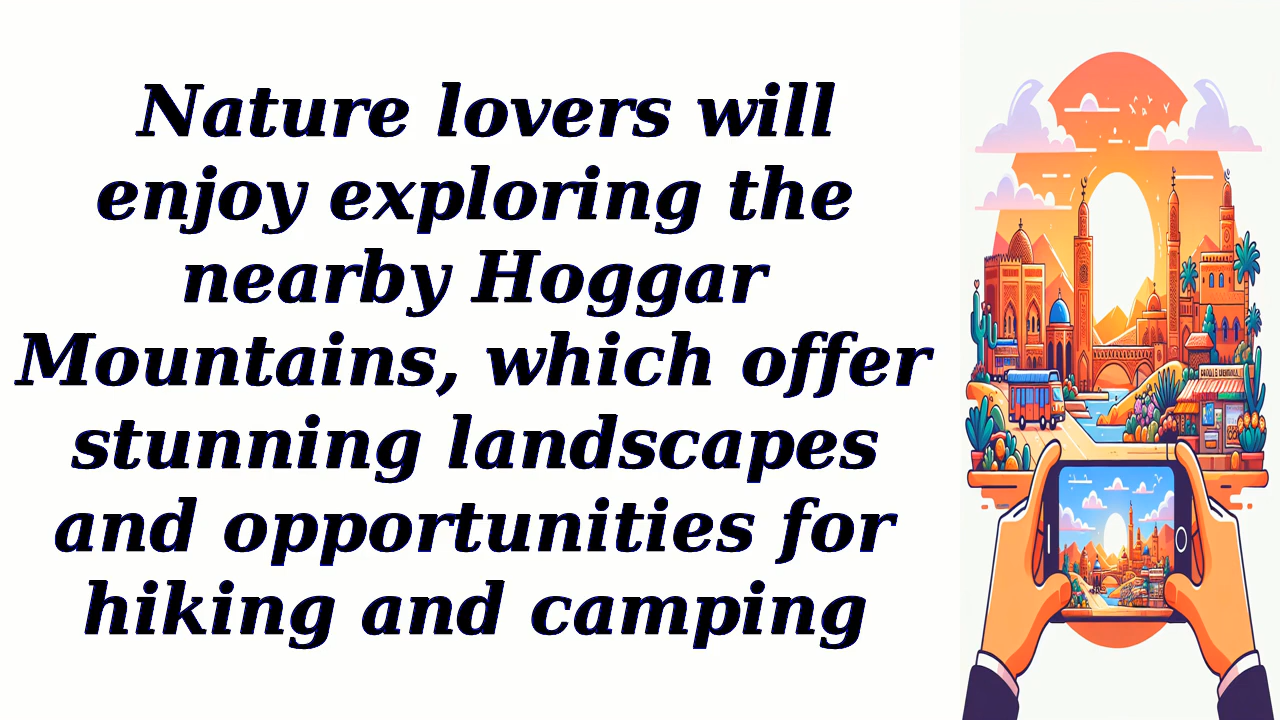 Nature lovers will
enjoy exploring the
nearby Hoggar
Mountains, which offer
stunning landscapes
and opportunities for
hiking and camping